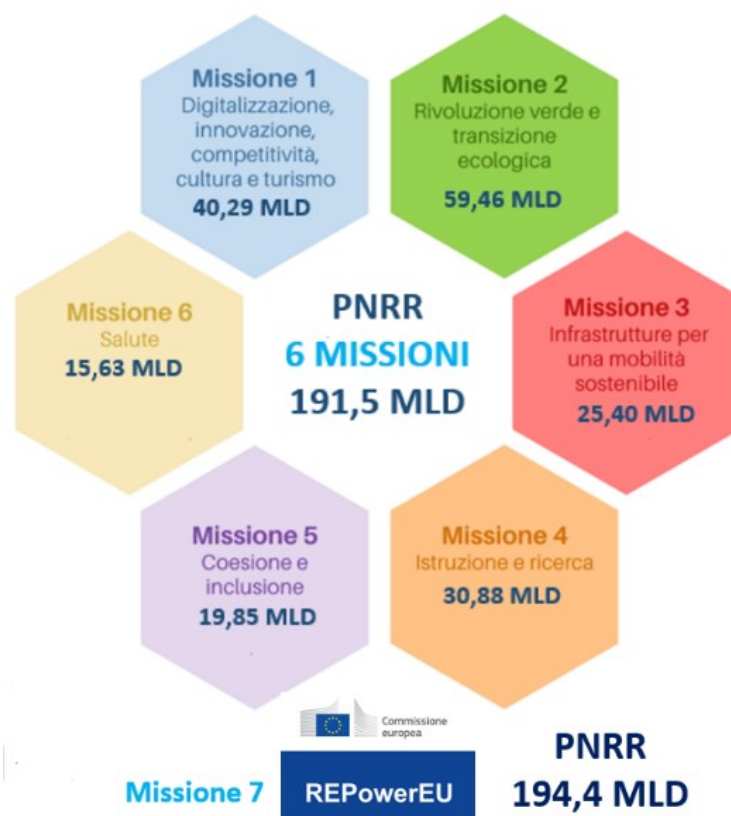 Missione 1
Digitalizzazione,
innovazione,
competitività,
cultura e turismo
40,29 MLD
Missione 2
Rivoluzione verde e
transizione
ecologica
59,46 MLD
Missione 6
Salute
15,63 MLD
PNRR
6 MISSIONI
191,5 MLD
Missione 3
Infrastrutture per
una mobilità
sostenibile
25,40 MLD
Missione 5
Coesione e
inclusione
19,85 MLD
Missione 4
Istruzione e ricerca
30,88 MLD
Commissione
europea
Missione 7
REPowerEU
PNRR
194,4 MLD